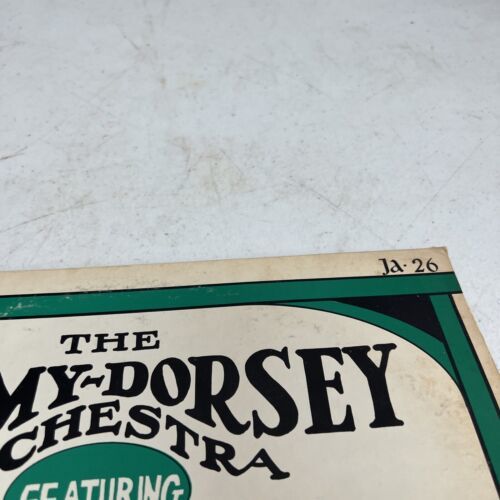 Ja·26
THE
MY-DORSEY
CHESTRA
FEATURING